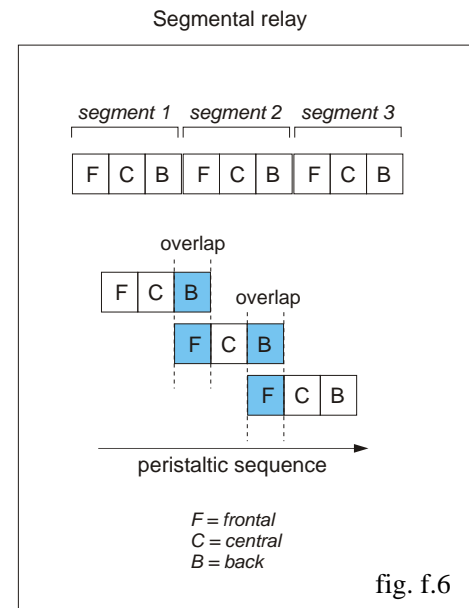 Segmental relay
segment 1 segment 2 segment 3
F C B F C B F C B
overlap
F C B
overlap
F C B
F C B
peristaltic sequence
F = frontal
C = central
B = back
fig. f.6